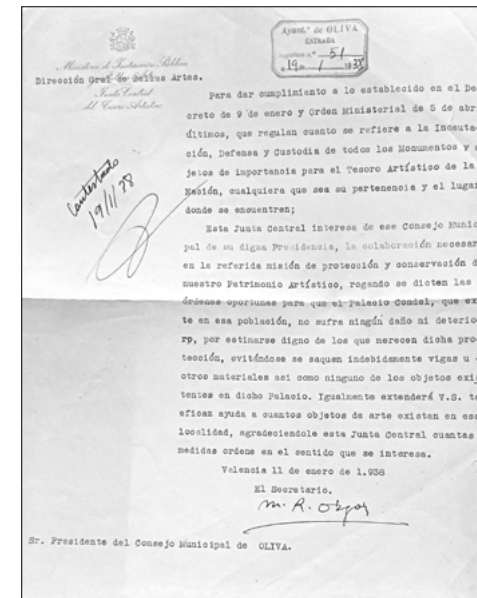 Ministerio de Instrucción Pública
Dirección Gral de Bellas Artes.
Junta Central
del Tesoro Artístico
Ayunt.º de OLIVA
ENTRADA
51
19 1 1938
Contestado
19/1/38
Para dar cumplimiento a lo establecido en el De
creto de 9 de enero y Orden Ministerial de 5 de abri
últimos, que regulan cuanto se refiere a la Incauta
ción, Defensa y Custodia de todos los Monumentos y
jetos de importancia para el Tesoro Artístico de la
Nación, cualquiera que sea su pertenencia y el lugar
donde se encuentren;
Esta Junta Central interesa de ese Consejo Munic
pal de su digna Presidencia, la colaboración necesar
en la referida misión de protección y conservación d
nuestro Patrimonio Artístico, rogando se dicten las
órdenes oportunas para que el Palacio Condal, que ex
te en esa población, no sufra ningún daño ni deterio-
rp, por estimarse digno de los que merecen dicha pro-
tección, evitándose se saquen indebidamente vigas u
otros materiales asi como ninguno de los objetos exi
tentes en dicho Palacio. Igualmente extenderá V.S. t
eficaz ayuda a cuantos objetos de arte existan en es
localidad, agradeciendole esta Junta Central cuantas
medidas ordene en el sentido que se interesa.
Valencia 11 de enero de 1.938
El Secretario.
Sr. Presidente del Consejo Municipal de OLIVA.